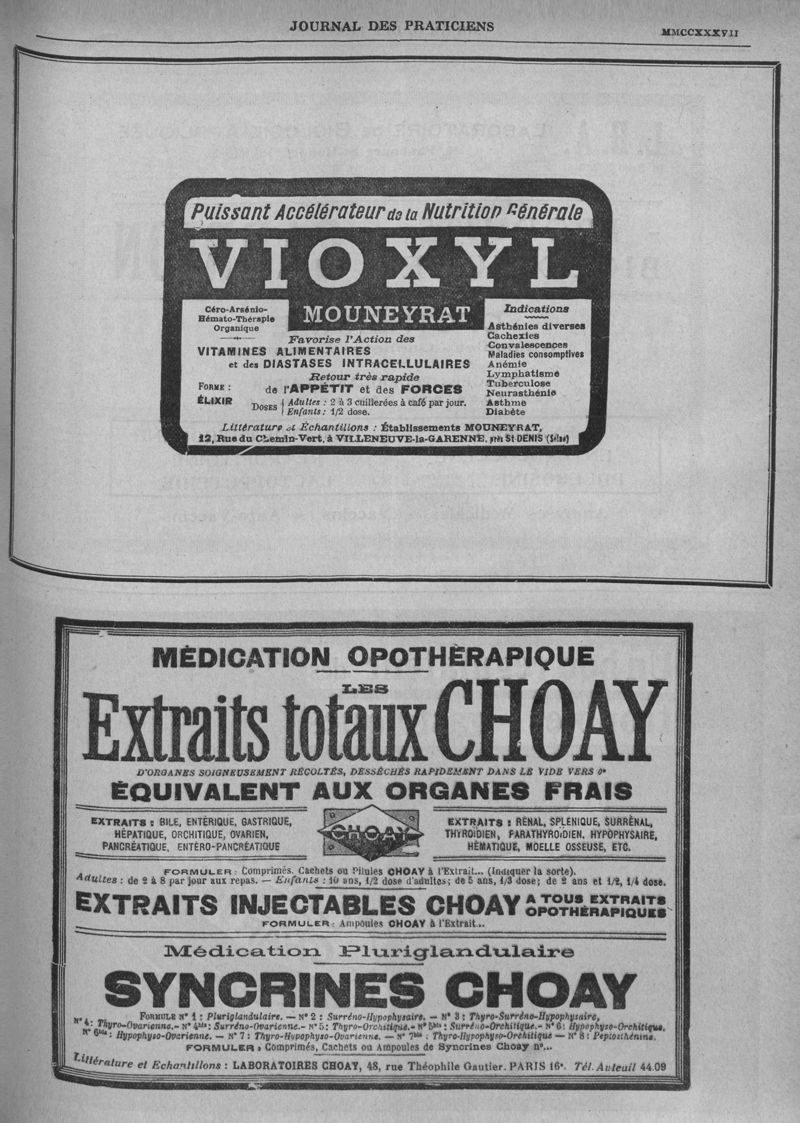 JOURNAL DES PRATICIENS
MMCCXXXVII
Puissant Accélérateur de la Nutrition Générale
VIOXYL
MOUNEYRAT
Céro-Arsénio-
Hémato-Thérapie
Organique
Favorise l'Action des
VITAMINES ALIMENTAIRES
et des DIASTASES INTRACELLULAIRES
Retour très rapide
de l'APPÉTIT et des FORCES
FORME :
ÉLIXIR
DOSES { Adultes : 2 à 3 cuillerées à café par jour.
Enfants : 1/2 dose.
Indications
Asthénies diverses
Cachexies
Convalescences
Maladies consomptives
Anémie
Lymphatisme
Tuberculose
Neurasthénie
Asthme
Diabète
Littérature et Échantillons : Établissements MOUNEYRAT,
12, Rue du Chemin-Vert, à VILLENEUVE-la-GARENNE, près St-DENIS (Seine)
MÉDICATION OPOTHÉRAPIQUE
LES
Extraits totaux CHOAY
D'ORGANES SOIGNEUSEMENT RÉCOLTÉS, DESSÉCHÉS RAPIDEMENT DANS LE VIDE VERS 0°
ÉQUIVALENT AUX ORGANES FRAIS
EXTRAITS : BILE, ENTÉRIQUE, GASTRIQUE,
HÉPATIQUE, ORCHITIQUE, OVARIEN,
PANCRÉATIQUE, ENTÉRO-PANCRÉATIQUE
CHOAY
EXTRAITS : RÉNAL, SPLÉNIQUE, SURRÉNAL,
THYROÏDIEN, PARATHYROÏDIEN, HYPOPHYSAIRE,
HÉMATIQUE, MOELLE OSSEUSE, ETC.
FORMULER : Comprimés, Cachets ou Pilules CHOAY à l'Extrait... (Indiquer la sorte).
Adultes : de 2 à 8 par jour aux repas. — Enfants : 10 ans, 1/2 dose d'adultes; de 5 ans, 1/3 dose; de 2 ans et 1/2, 1/4 dose.
EXTRAITS INJECTABLES CHOAY A TOUS EXTRAITS
OPOTHÉRAPIQUES
FORMULER : Ampoules CHOAY à l'Extrait...
Médication Pluriglandulaire
SYNCRINES CHOAY
FORMULE N° 1 : Pluriglandulaire. — N° 2 : Surréno-Hypophysaire. — N° 3 : Thyro-Surréno-Hypophysaire,
N° 4 : Thyro-Ovarienne.- N° 4bis : Surréno-Ovarienne.- N° 5 : Thyro-Orchitique.- N° 5bis : Surréno-Orchitique.- N° 6 : Hypophyso-Orchitique.
N° 6bis : Hypophyso-Ovarienne. — N° 7 : Thyro-Hypophyso-Ovarienne. — N° 7bis : Thyro-Hypophyso-Orchitique — N° 8 : Peptosthénine.
FORMULER : Comprimés, Cachets ou Ampoules de Syncrines Choay n°...
Littérature et Echantillons : LABORATOIRES CHOAY, 48, rue Théophile Gautier. PARIS 16e. Tél. Auteuil 44.09